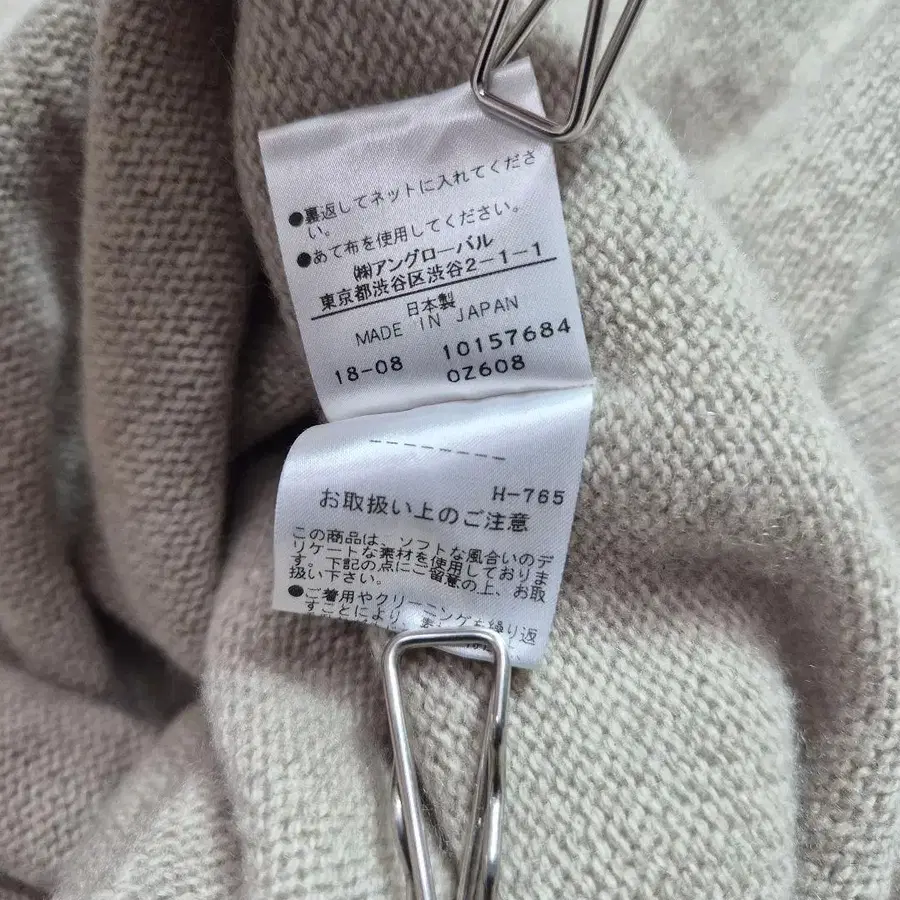 ●裏返してネットに入れてくださ
い。
●あて布を使用してください。
㈱アングローバル
東京都渋谷区渋谷2-1-1
日本製
MADE IN JAPAN
18-08 10157684
0Z608
--------
H-765
お取扱い上のご注意
この商品は、ソフトな風合いのデ
リケートな素材を使用しておりま
す。下記の点にご留意の上、お取
扱い下さい。
●ご着用やクリーニングを繰り返
すことにより、